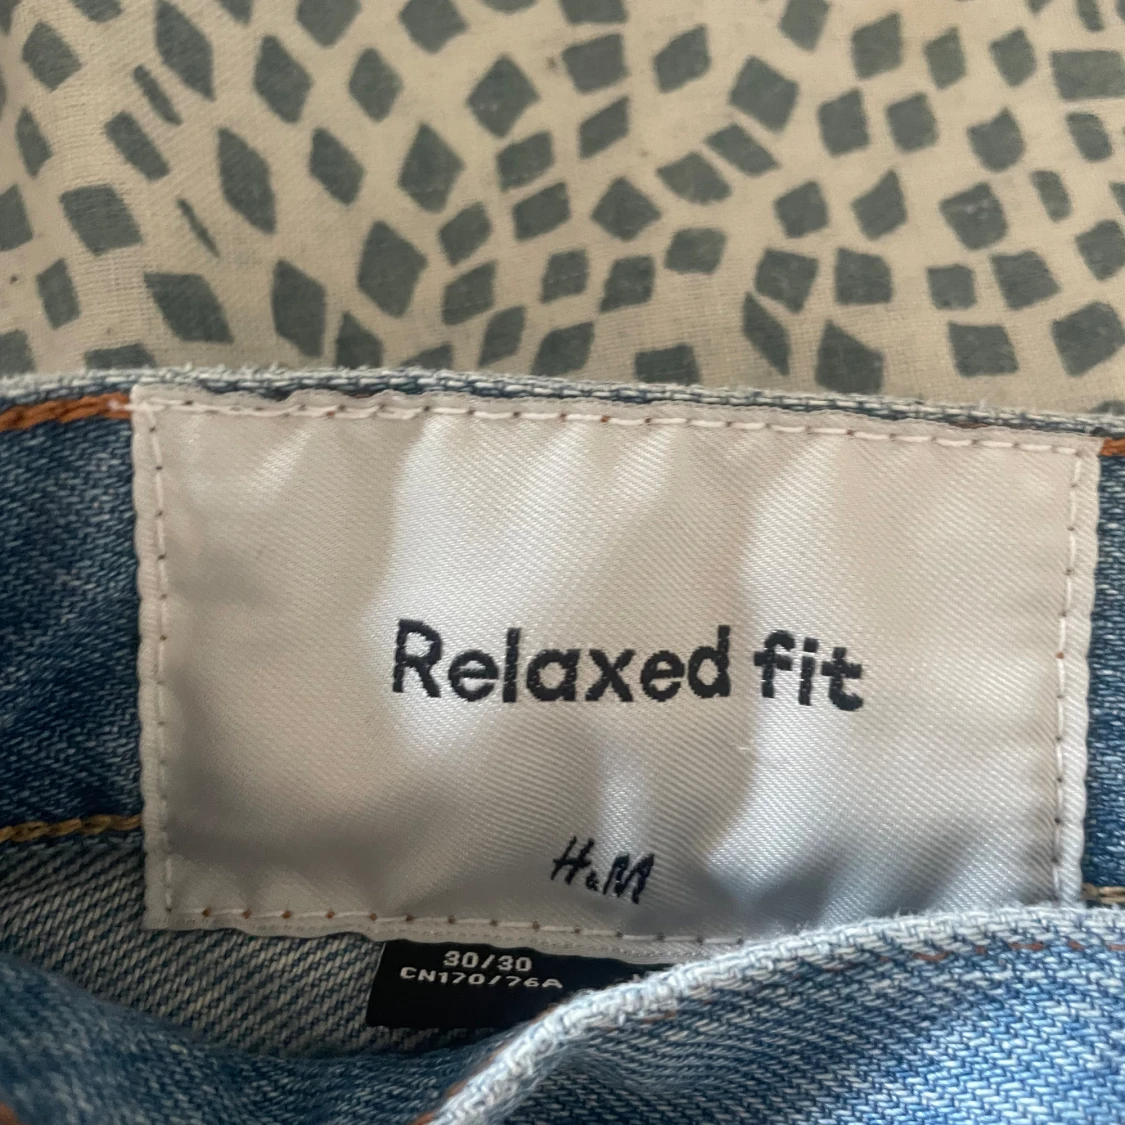 Relaxed fit
H&M
30/30
CN170/76A